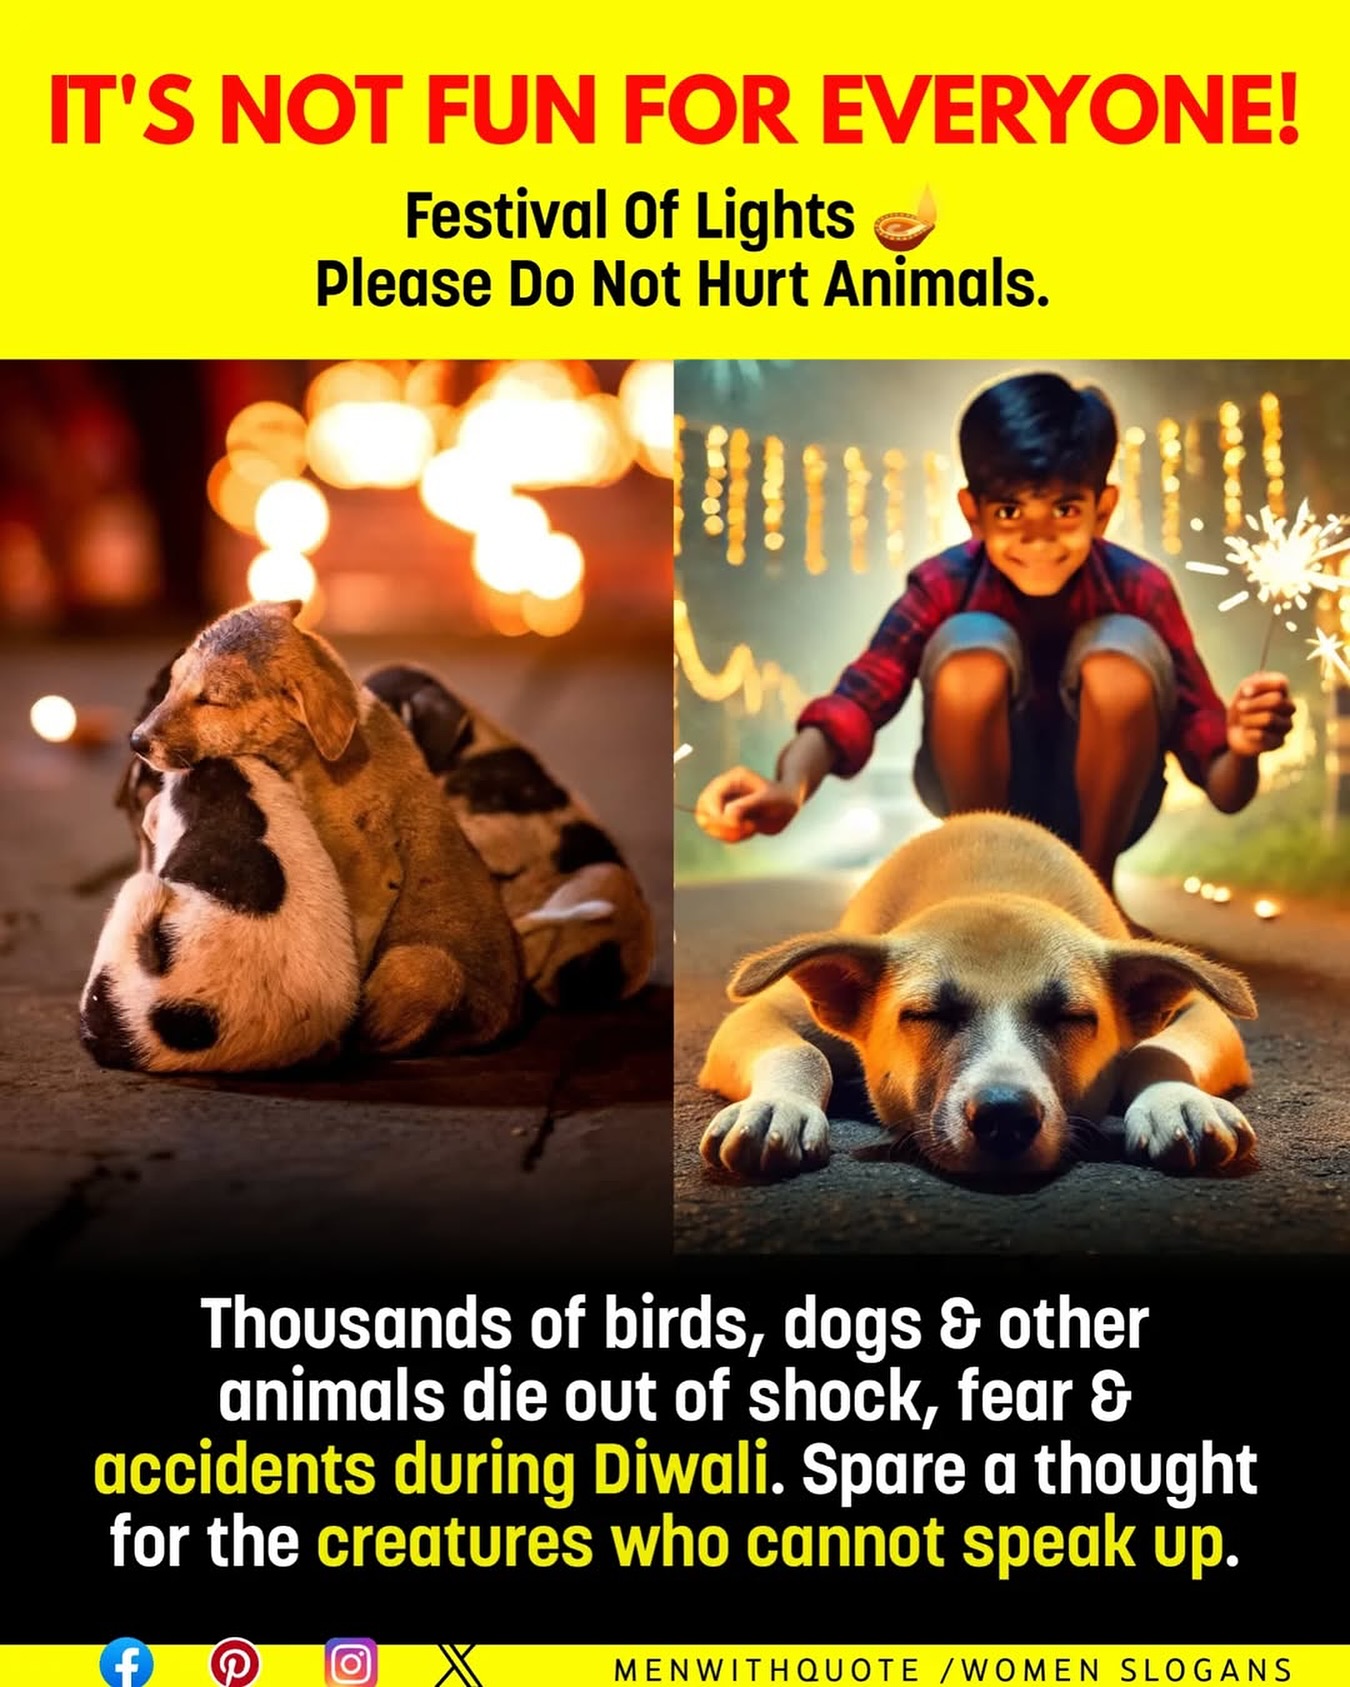 IT'S NOT FUN FOR EVERYONE!
Festival Of Lights 🪔
Please Do Not Hurt Animals.
Thousands of birds, dogs & other
animals die out of shock, fear &
accidents during Diwali. Spare a thought
for the creatures who cannot speak up.
MENWITHQUOTE /WOMEN SLOGANS